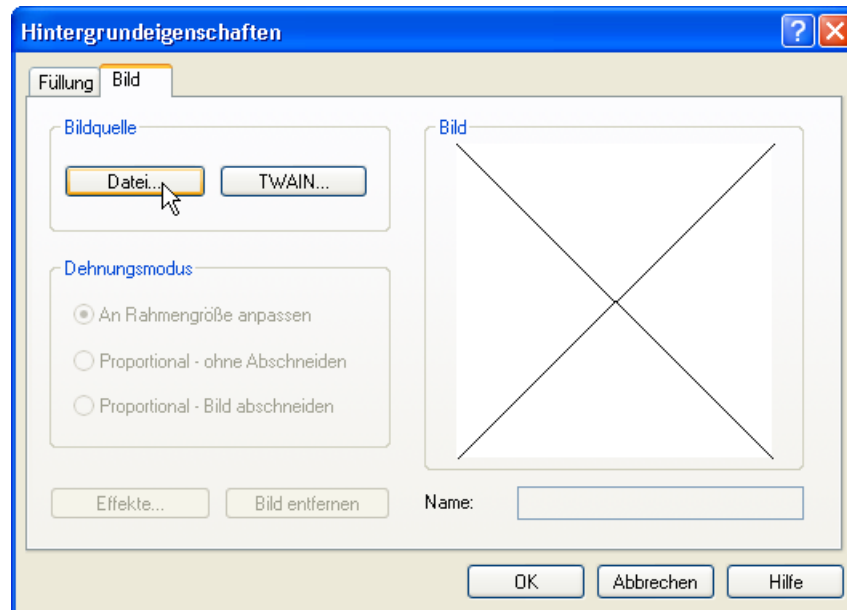 Hintergrundeigenschaften
Füllung Bild
Bildquelle
Datei... TWAIN...
Dehnungsmodus
An Rahmengröße anpassen
Proportional - ohne Abschneiden
Proportional - Bild abschneiden
Effekte... Bild entfernen
Bild
Name:
OK Abbrechen Hilfe